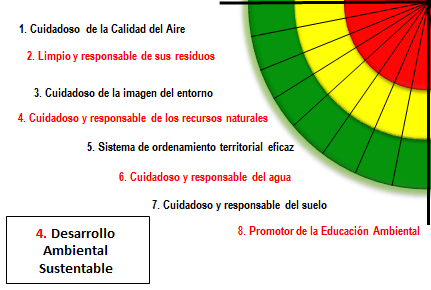 1. Cuidadoso de la Calidad del Aire
2. Limpio y responsable de sus residuos
3. Cuidadoso de la imagen del entorno
4. Cuidadoso y responsable de los recursos naturales
5. Sistema de ordenamiento territorial eficaz
6. Cuidadoso y responsable del agua
7. Cuidadoso y responsable del suelo
8. Promotor de la Educación Ambiental
4. Desarrollo
Ambiental
Sustentable